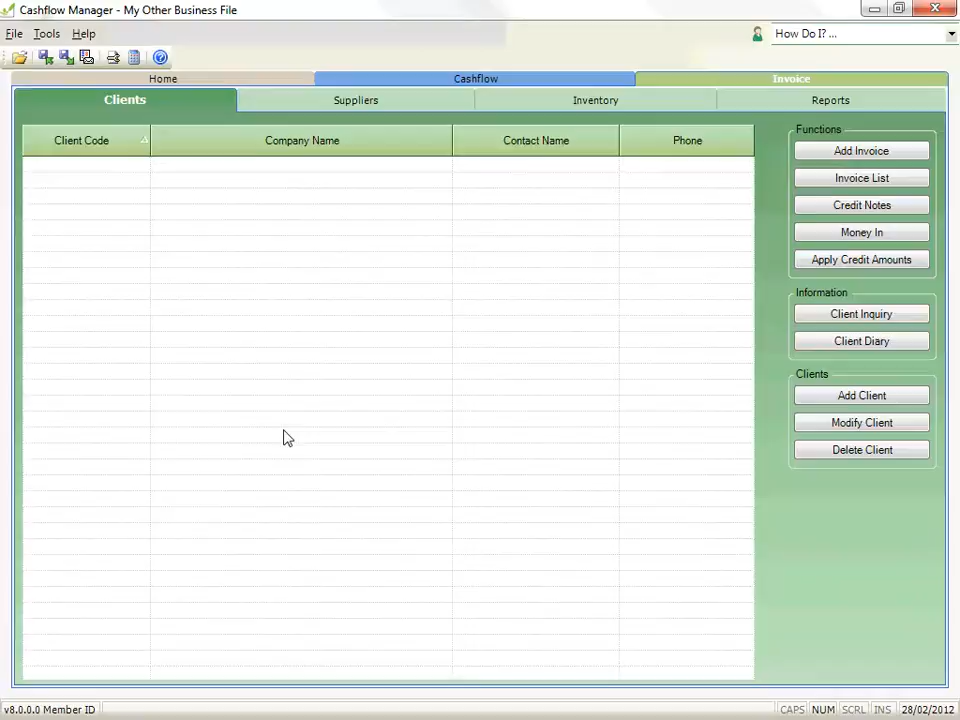 Cashflow Manager - My Other Business File
File Tools Help
How Do I? ...
Home Cashflow Invoice
Clients Suppliers Inventory Reports
Client Code Company Name Contact Name Phone
Functions
Add Invoice
Invoice List
Credit Notes
Money In
Apply Credit Amounts
Information
Client Inquiry
Client Diary
Clients
Add Client
Modify Client
Delete Client
v8.0.0.0 Member ID CAPS NUM SCRL INS 28/02/2012